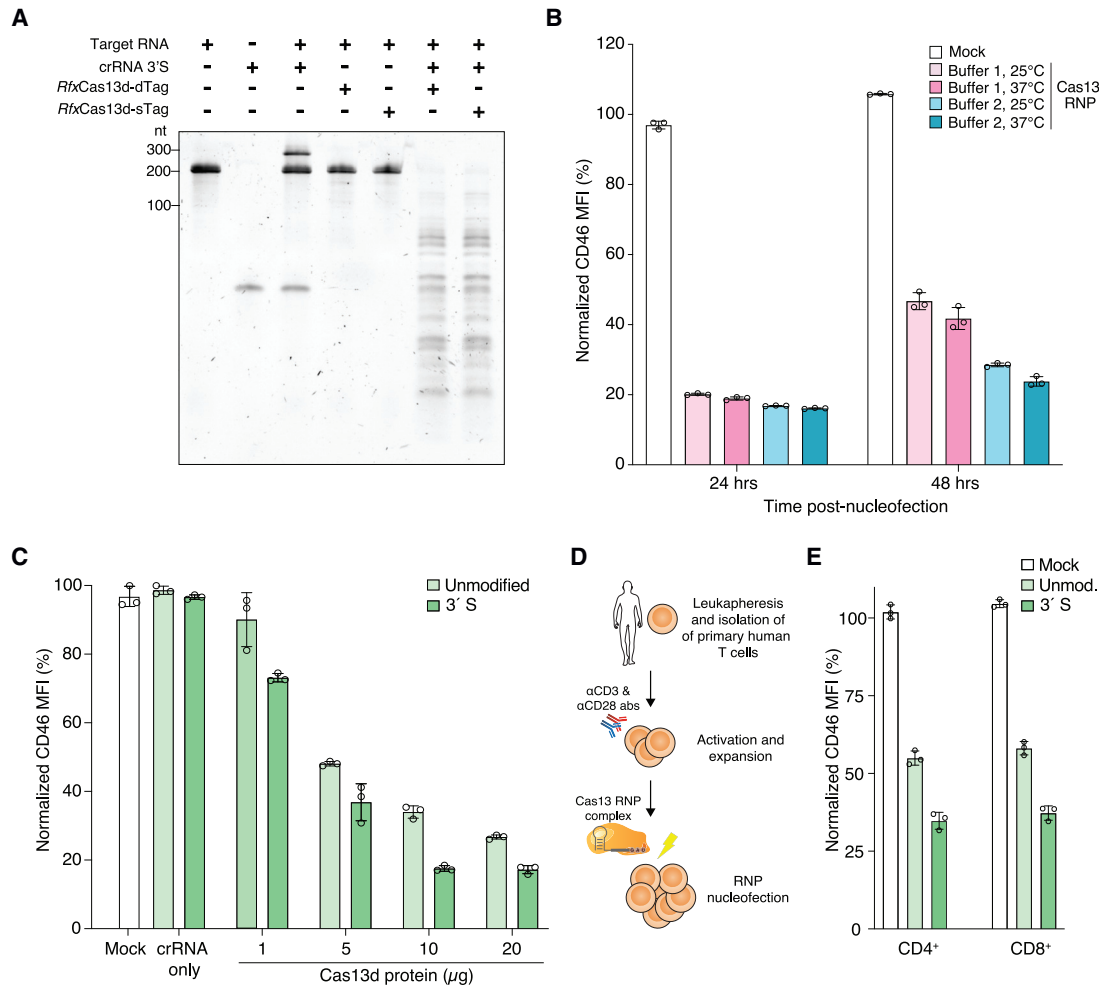 A
Target RNA + - + + + + +
crRNA 3'S - + + - - + +
RfxCas13d-dTag - - - + - + -
RfxCas13d-sTag - - - - + - +
nt
300
200
100
B
Normalized CD46 MFI (%)
120
100
80
60
40
20
0
Mock
Buffer 1, 25°C
Buffer 1, 37°C
Buffer 2, 25°C
Buffer 2, 37°C
Cas13
RNP
24 hrs
48 hrs
Time post-nucleofection
C
Normalized CD46 MFI (%)
100
80
60
40
20
0
Unmodified
3´ S
Mock
crRNA
only
1
5
10
20
Cas13d protein (µg)
D
Leukapheresis
and isolation of
of primary human
T cells
αCD3 &
αCD28 abs
Activation and
expansion
Cas13 RNP
complex
RNP
nucleofection
E
Mock
Unmod.
3´ S
Normalized CD46 MFI (%)
100
75
50
25
0
CD4⁺
CD8⁺